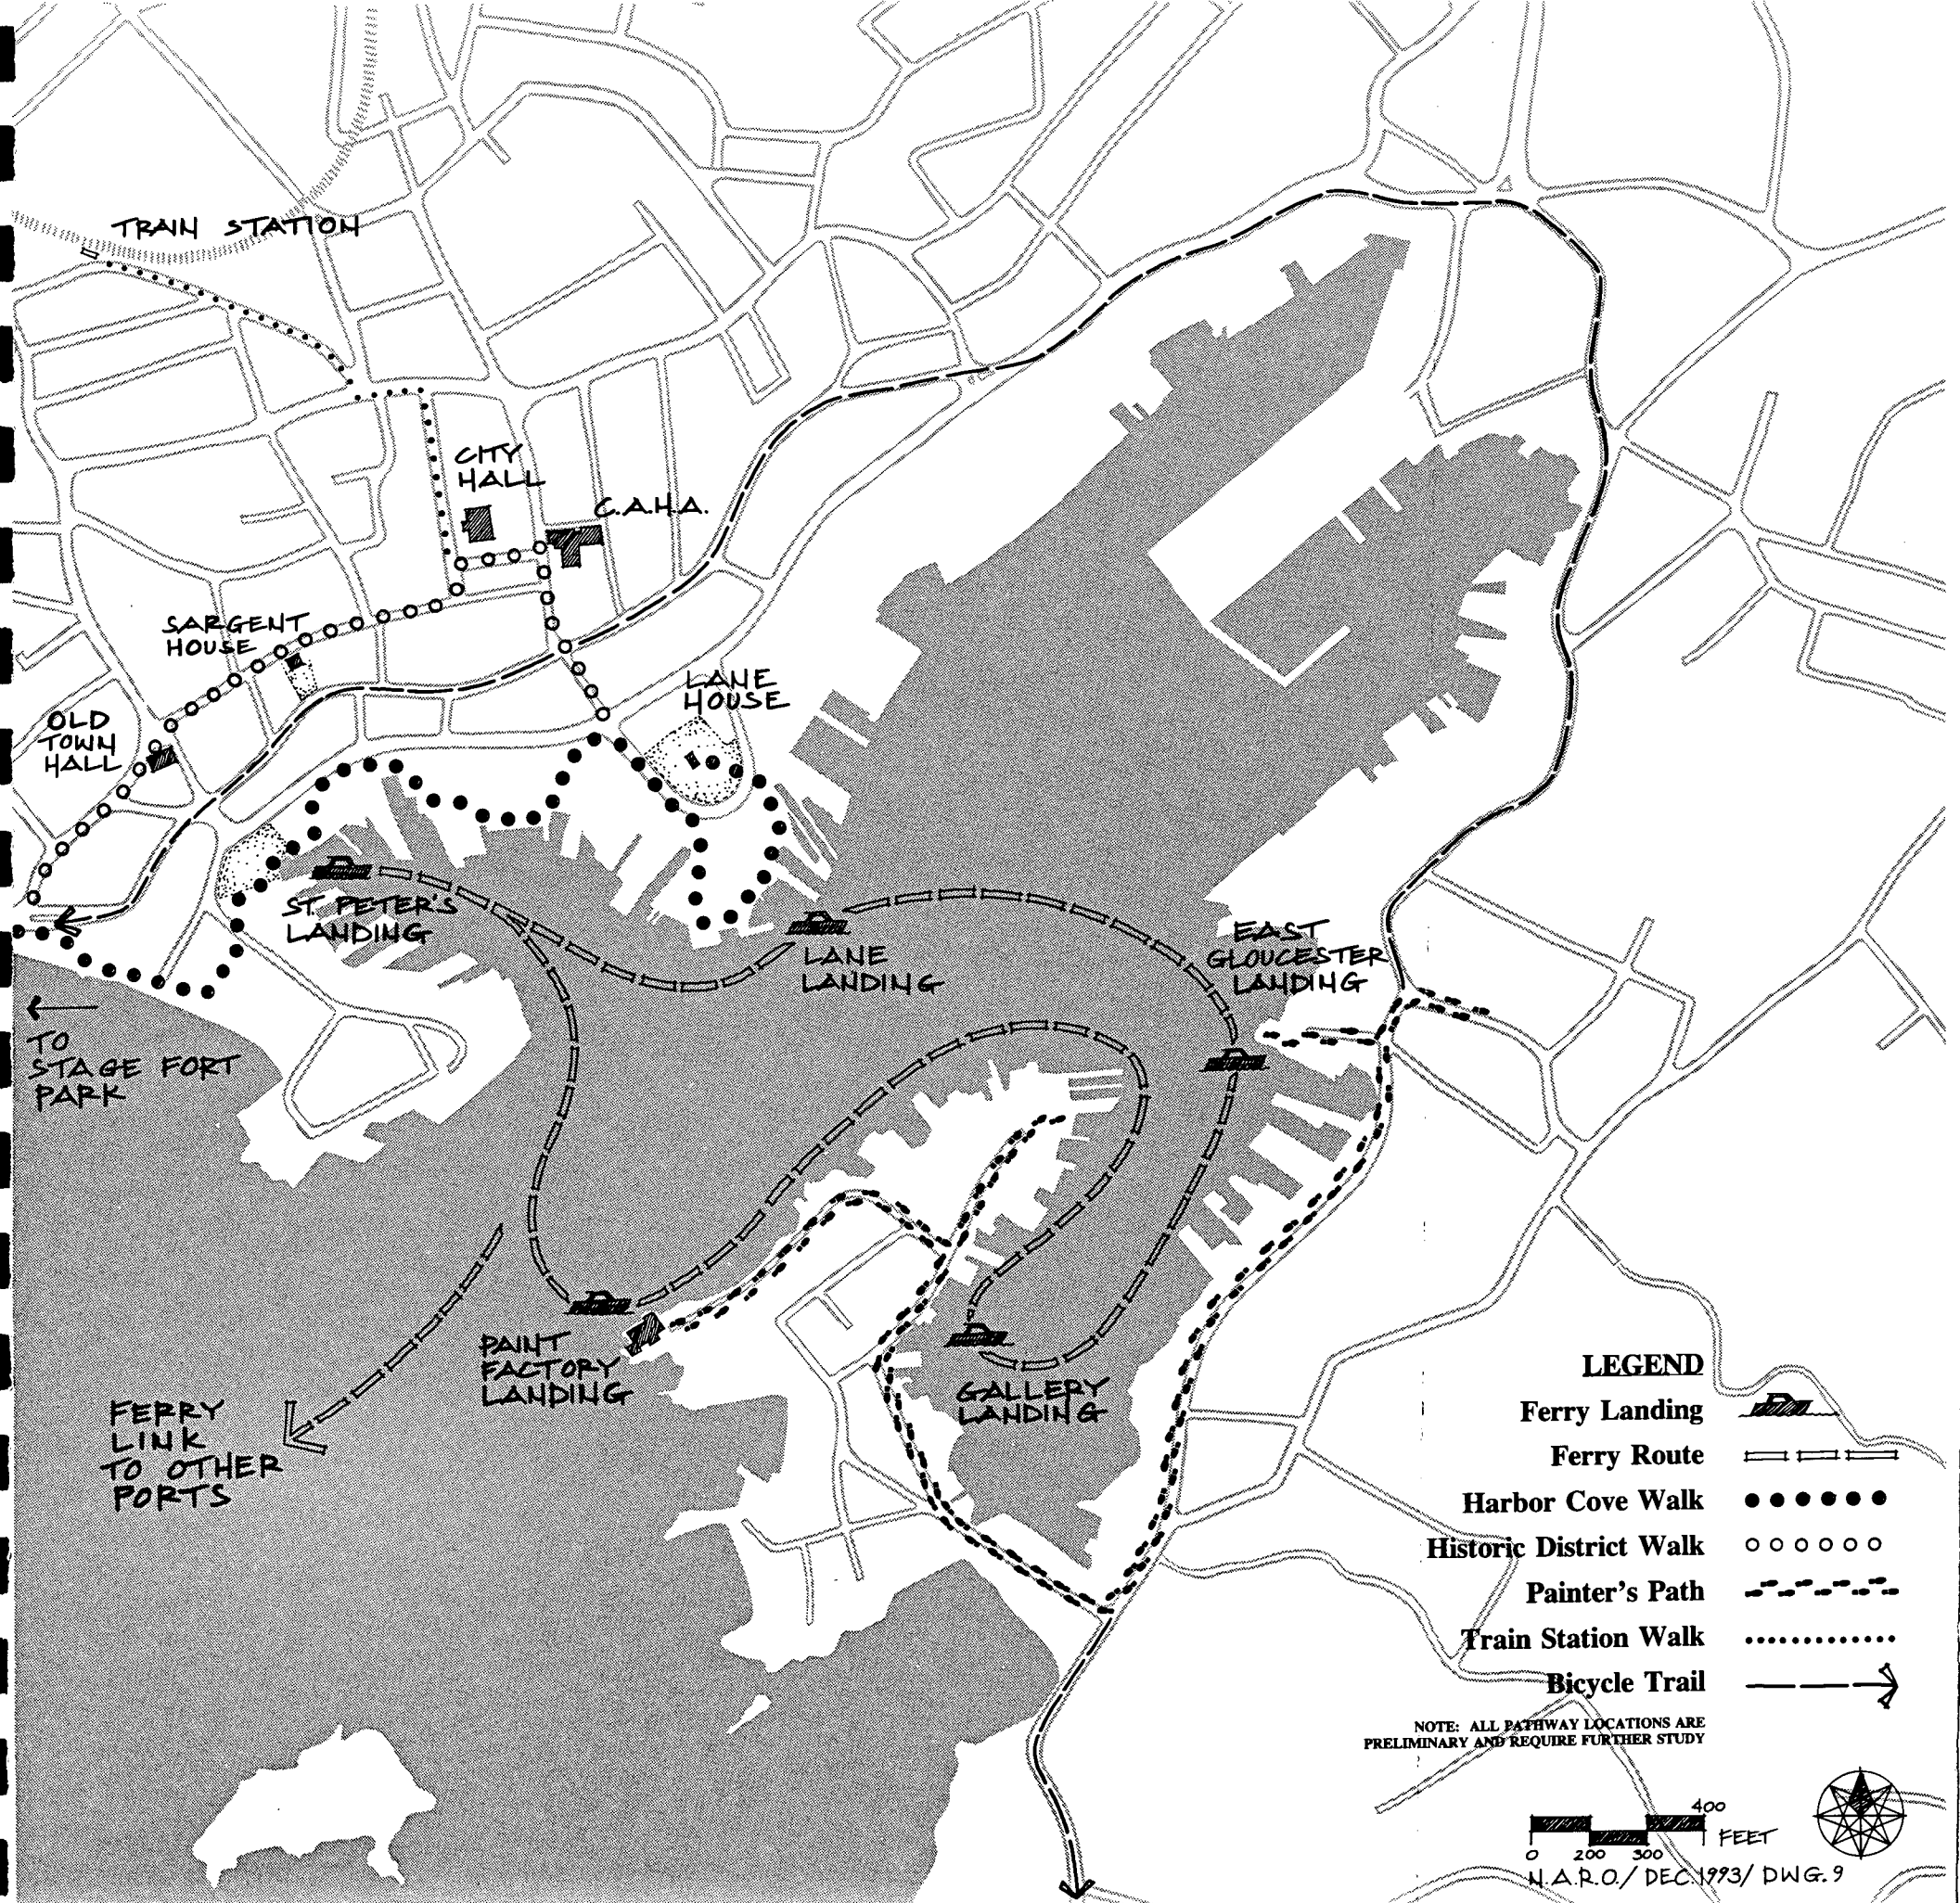 TRAIN STATION
CITY
HALL
C.A.H.A.
SARGENT
HOUSE
LANE
HOUSE
OLD
TOWN
HALL
ST. PETER'S
LANDING
LANE
LANDING
EAST
GLOUCESTER
LANDING
TO
STAGE FORT
PARK
PAINT
FACTORY
LANDING
GALLERY
LANDING
FERRY
LINK
TO OTHER
PORTS
LEGEND
Ferry Landing
Ferry Route
Harbor Cove Walk
Historic District Walk
Painter's Path
Train Station Walk
Bicycle Trail
NOTE: ALL PATHWAY LOCATIONS ARE
PRELIMINARY AND REQUIRE FURTHER STUDY
400
FEET
0 200 300
N.A.R.O./ DEC.1993/ DWG.9